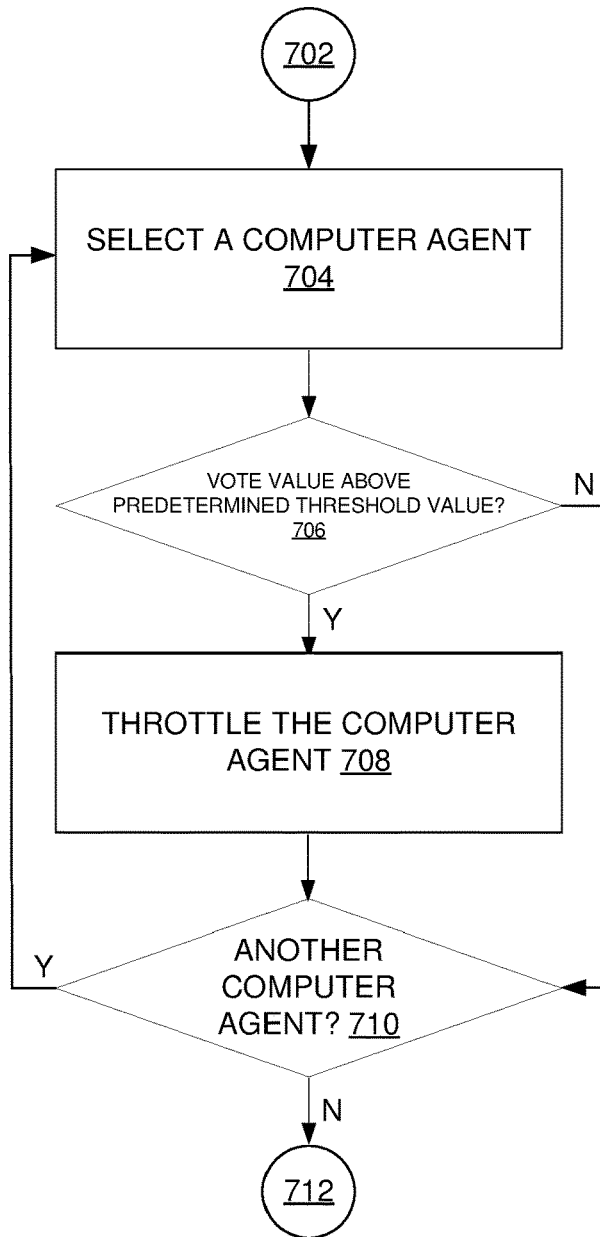 702
SELECT A COMPUTER AGENT
704
VOTE VALUE ABOVE
PREDETERMINED THRESHOLD VALUE?
706
N
Y
THROTTLE THE COMPUTER
AGENT 708
Y
ANOTHER
COMPUTER
AGENT? 710
N
712